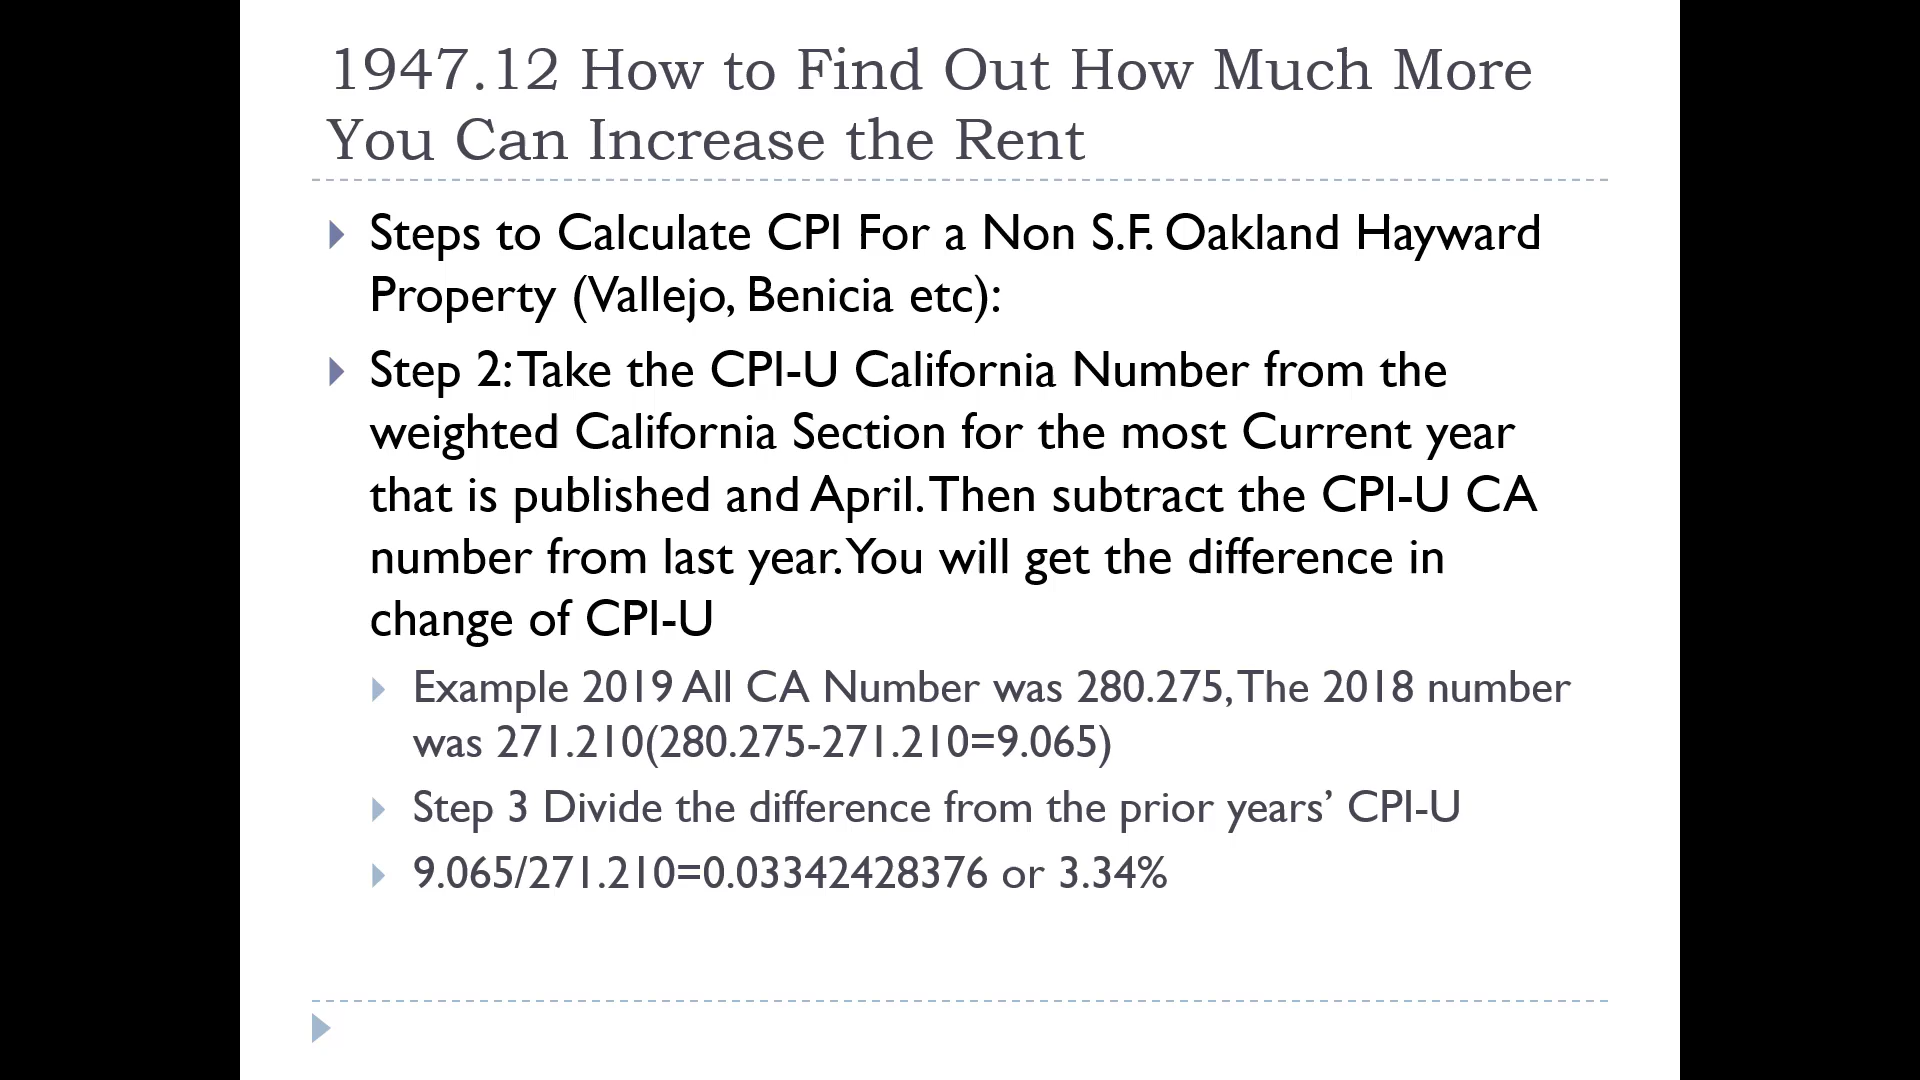 1947.12 How to Find Out How Much More
You Can Increase the Rent
Steps to Calculate CPI For a Non S.F. Oakland Hayward
Property (Vallejo, Benicia etc):
Step 2: Take the CPI-U California Number from the
weighted California Section for the most Current year
that is published and April. Then subtract the CPI-U CA
number from last year. You will get the difference in
change of CPI-U
Example 2019 All CA Number was 280.275, The 2018 number
was 271.210(280.275-271.210=9.065)
Step 3 Divide the difference from the prior years’ CPI-U
9.065/271.210=0.03342428376 or 3.34%